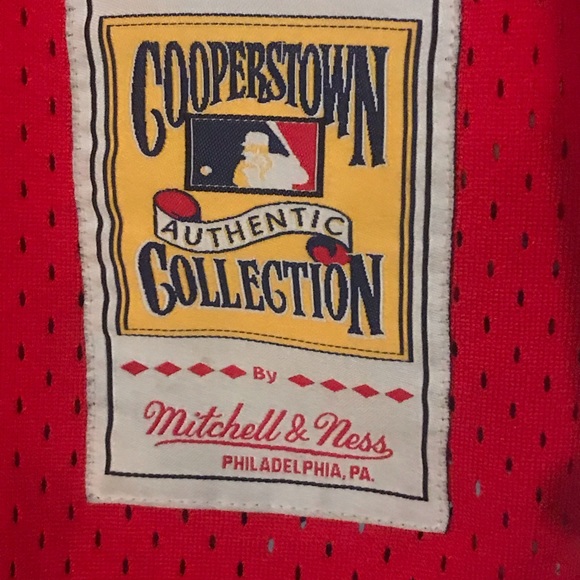 COOPERSTOWN
AUTHENTIC
COLLECTION
By
Mitchell & Ness
PHILADELPHIA, PA.